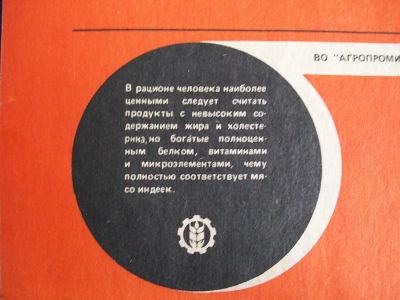 ВО "АГРОПРОМИ
В рационе человека наиболее
ценными следует считать
продукты с невысоким со-
держанием жира и холесте-
рина, но богатые полноцен-
ным белком, витаминами
и микроэлементами, чему
полностью соответствует мя-
со индеек.